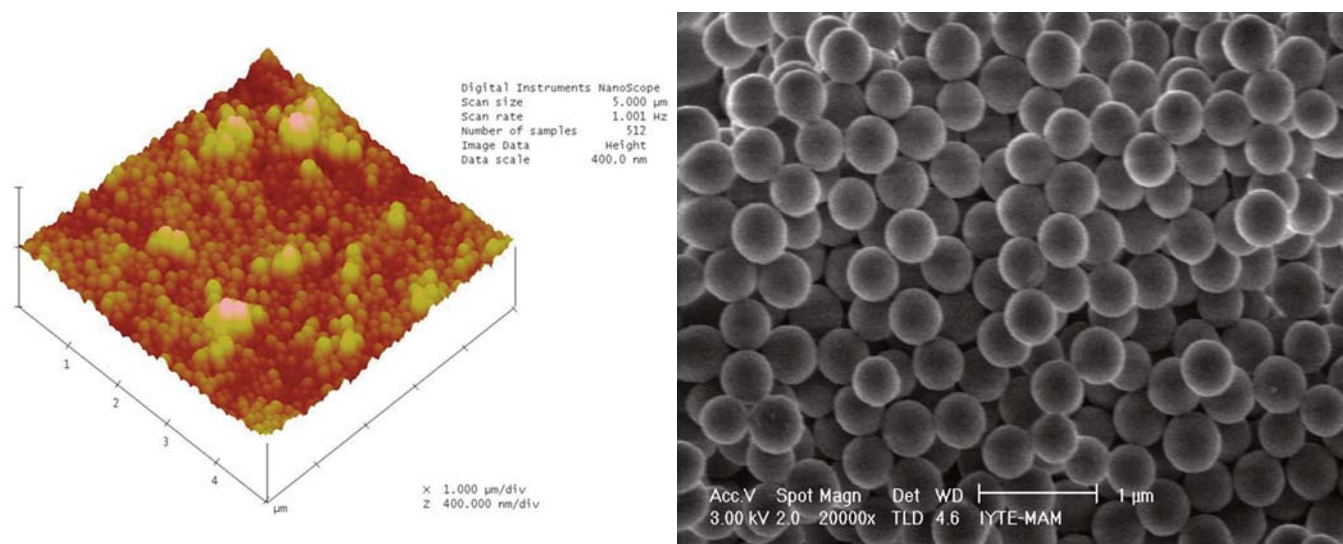 Digital Instruments NanoScope
Scan size 5.000 µm
Scan rate 1.001 Hz
Number of samples 512
Image Data Height
Data scale 400.0 nm
1
2
3
4
µm
X 1.000 µm/div
Z 400.000 nm/div
Acc.V Spot Magn Det WD 1 µm
3.00 kV 2.0 20000x TLD 4.6 IYTE-MAM